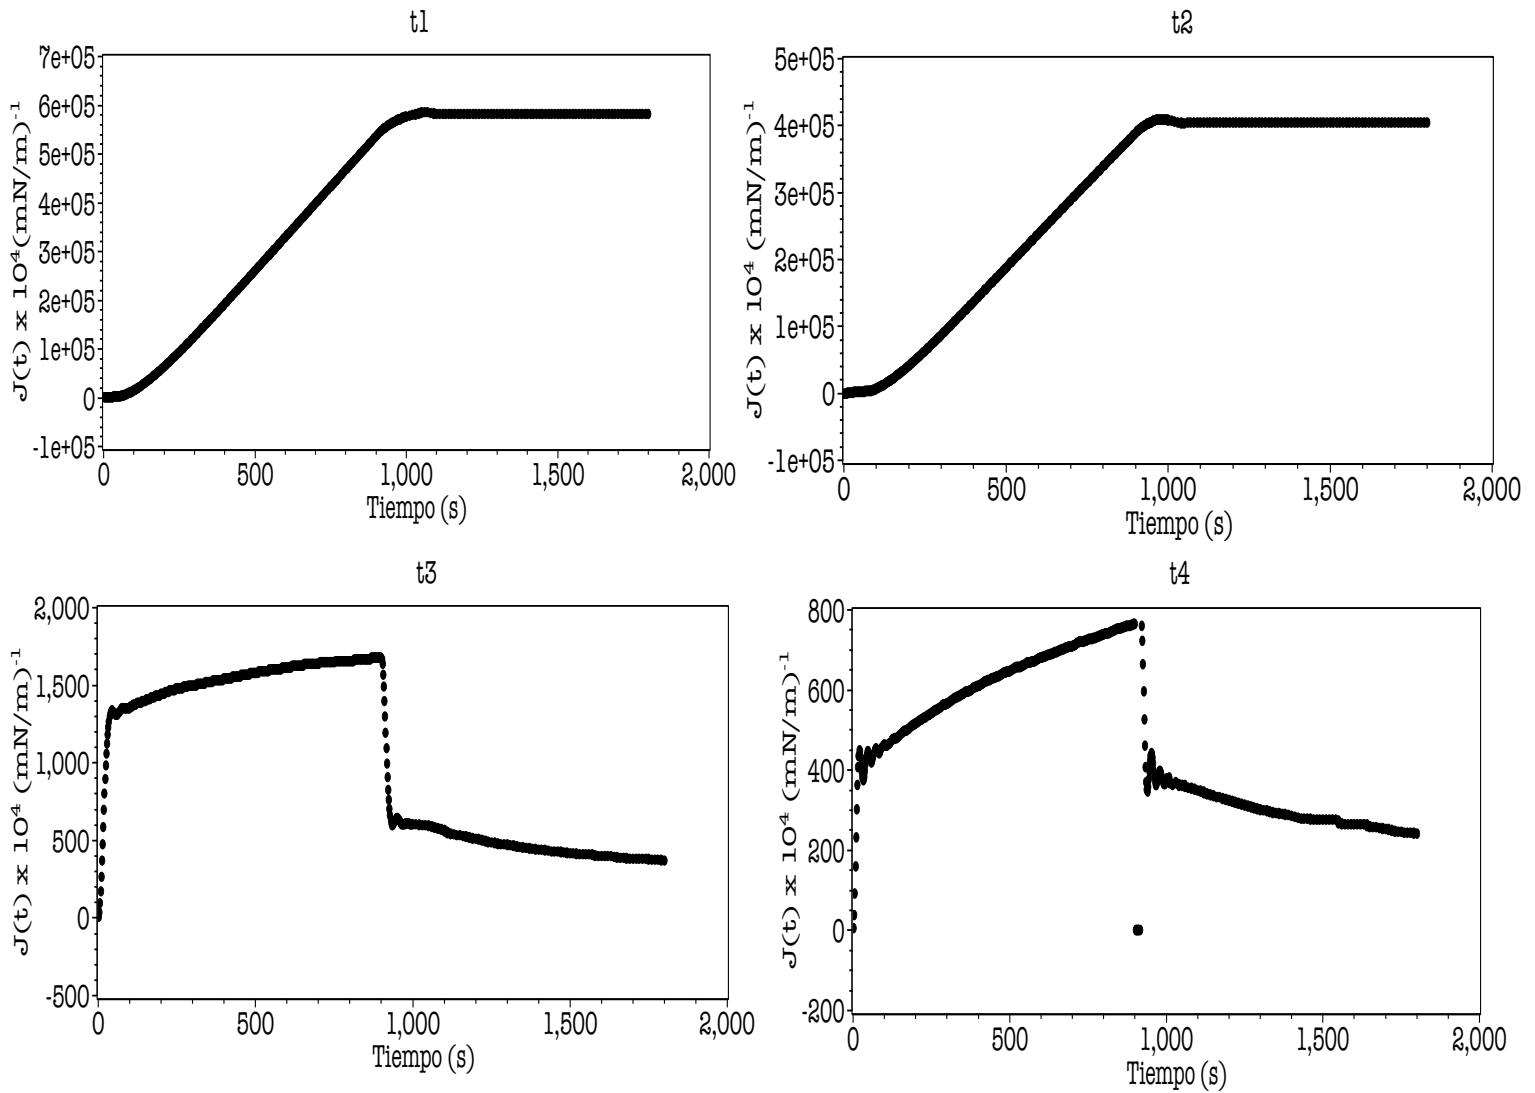 t1
7e+05
6e+05
5e+05
4e+05
3e+05
2e+05
1e+05
0
-1e+05
J(t) x 10⁴(mN/m)⁻¹
0 500 1,000 1,500 2,000
Tiempo (s)
t2
5e+05
4e+05
3e+05
2e+05
1e+05
0
-1e+05
J(t) x 10⁴ (mN/m)⁻¹
0 500 1,000 1,500 2,000
Tiempo (s)
t3
2,000
1,500
1,000
500
0
-500
J(t) x 10⁴ (mN/m)⁻¹
0 500 1,000 1,500 2,000
Tiempo (s)
t4
800
600
400
200
0
-200
J(t) x 10⁴ (mN/m)⁻¹
0 500 1,000 1,500 2,000
Tiempo (s)